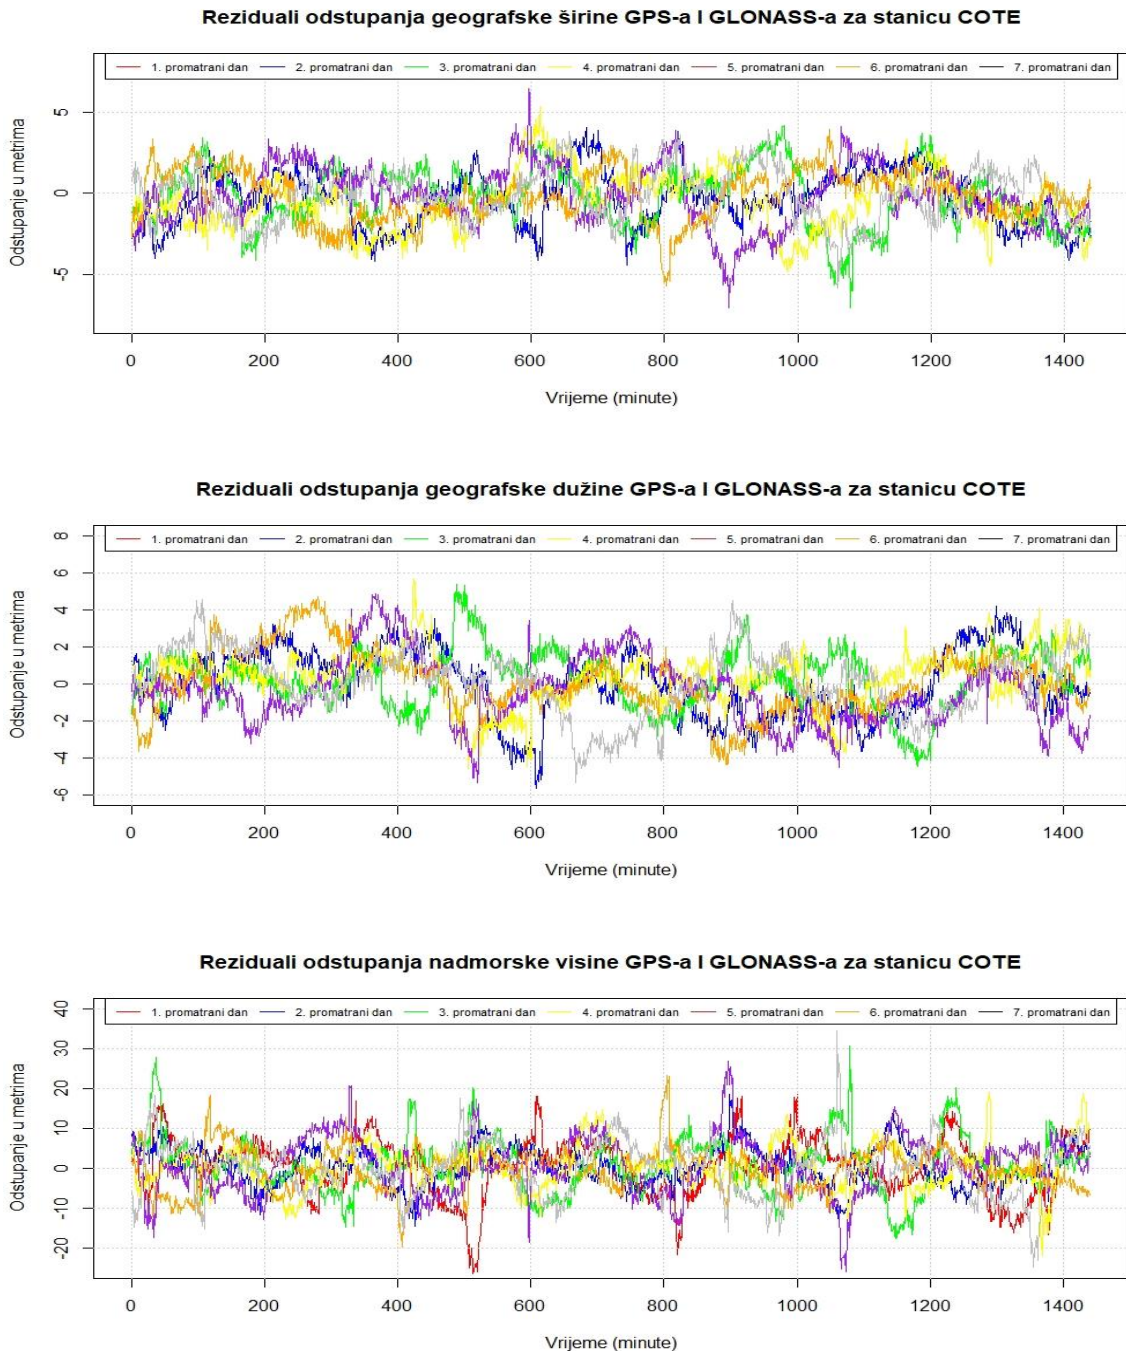 Reziduali odstupanja geografske širine GPS-a I GLONASS-a za stanicu COTE
1. promatrani dan 2. promatrani dan 3. promatrani dan 4. promatrani dan 5. promatrani dan 6. promatrani dan 7. promatrani dan
Odstupanje u metrima
5
0
-5
0 200 400 600 800 1000 1200 1400
Vrijeme (minute)
Reziduali odstupanja geografske dužine GPS-a I GLONASS-a za stanicu COTE
1. promatrani dan 2. promatrani dan 3. promatrani dan 4. promatrani dan 5. promatrani dan 6. promatrani dan 7. promatrani dan
Odstupanje u metrima
8
6
4
2
0
-2
-4
-6
0 200 400 600 800 1000 1200 1400
Vrijeme (minute)
Reziduali odstupanja nadmorske visine GPS-a I GLONASS-a za stanicu COTE
1. promatrani dan 2. promatrani dan 3. promatrani dan 4. promatrani dan 5. promatrani dan 6. promatrani dan 7. promatrani dan
Odstupanje u metrima
40
30
20
10
0
-10
-20
0 200 400 600 800 1000 1200 1400
Vrijeme (minute)